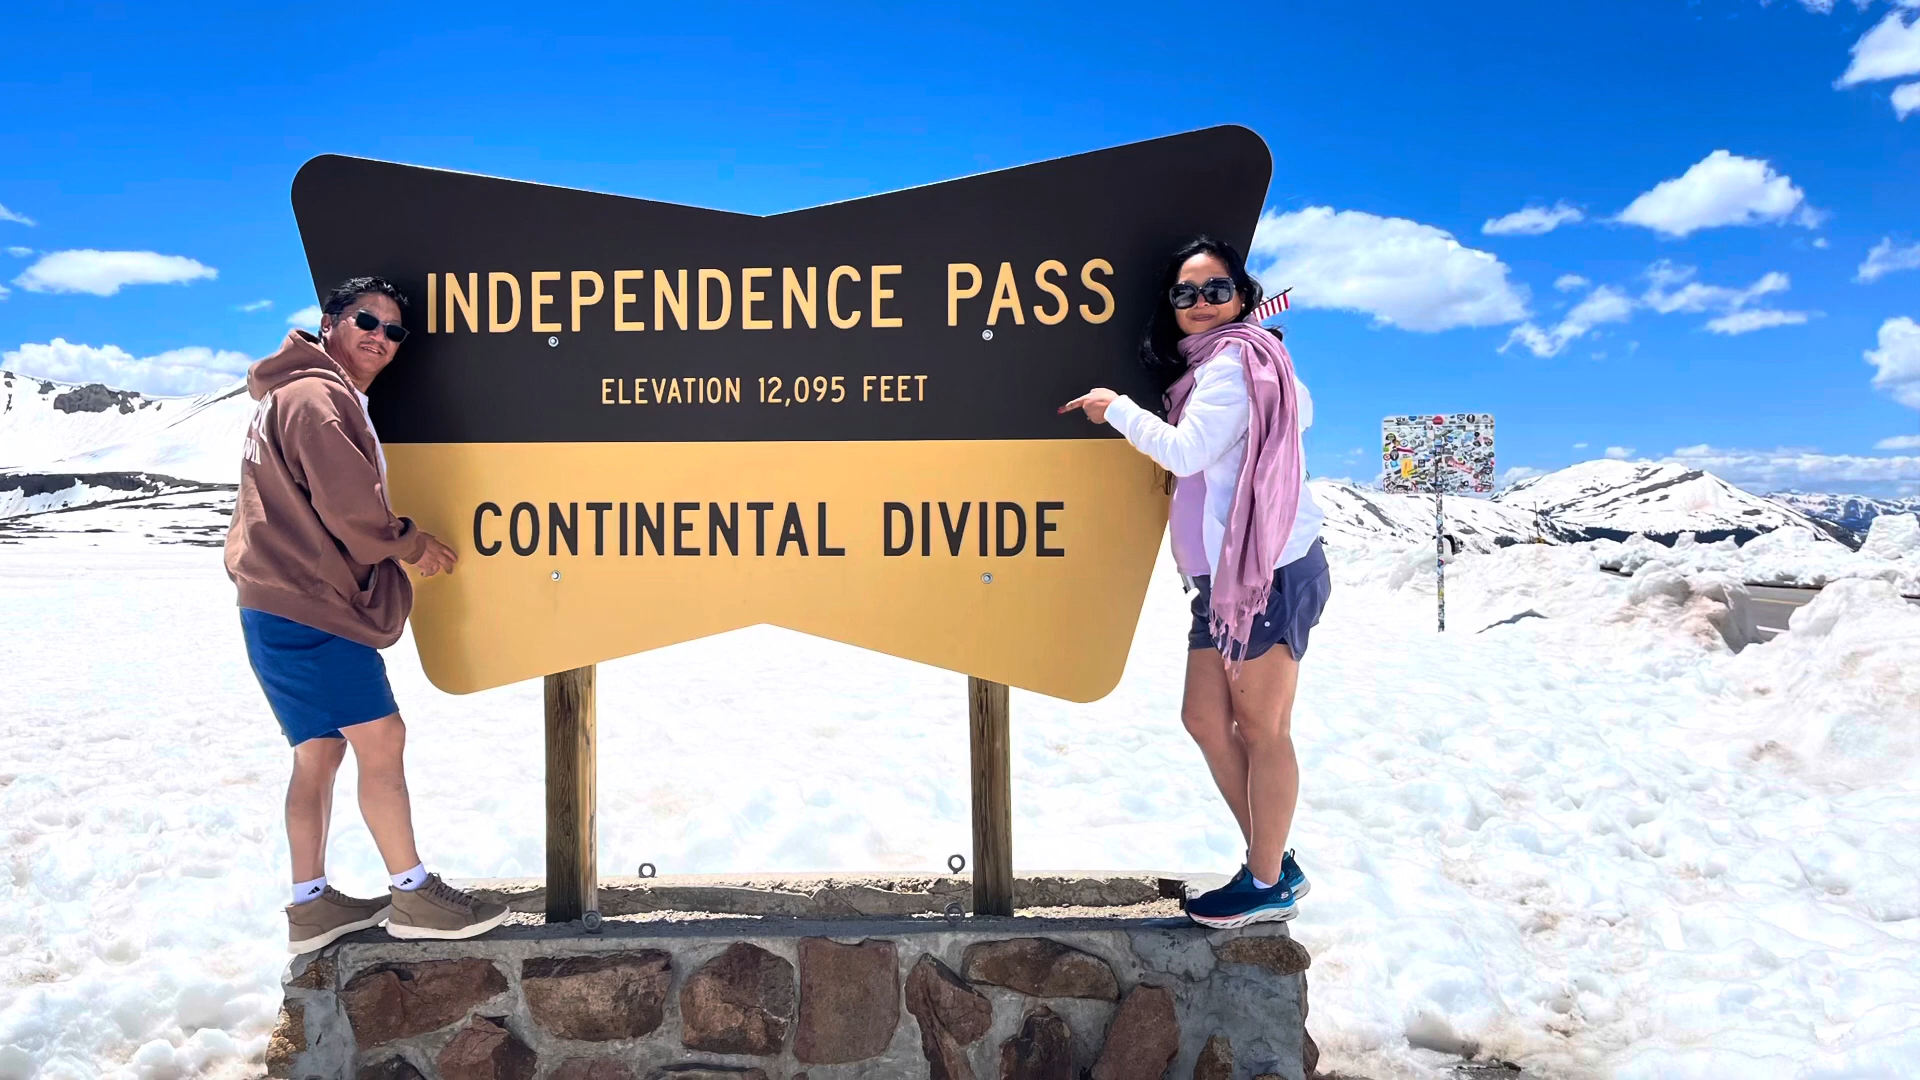 INDEPENDENCE PASS
ELEVATION 12,095 FEET
CONTINENTAL DIVIDE